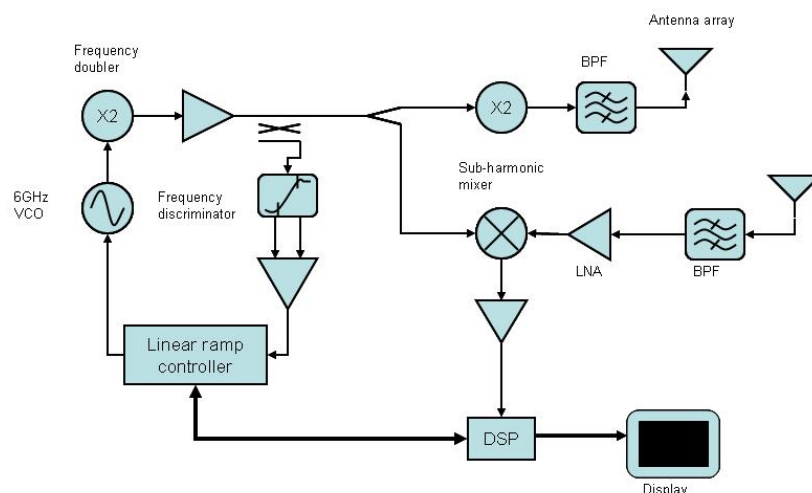 Antenna array
Frequency
doubler
BPF
X2
X2
Sub-harmonic
mixer
6GHz
VCO
Frequency
discriminator
LNA
BPF
Linear ramp
controller
DSP
Display